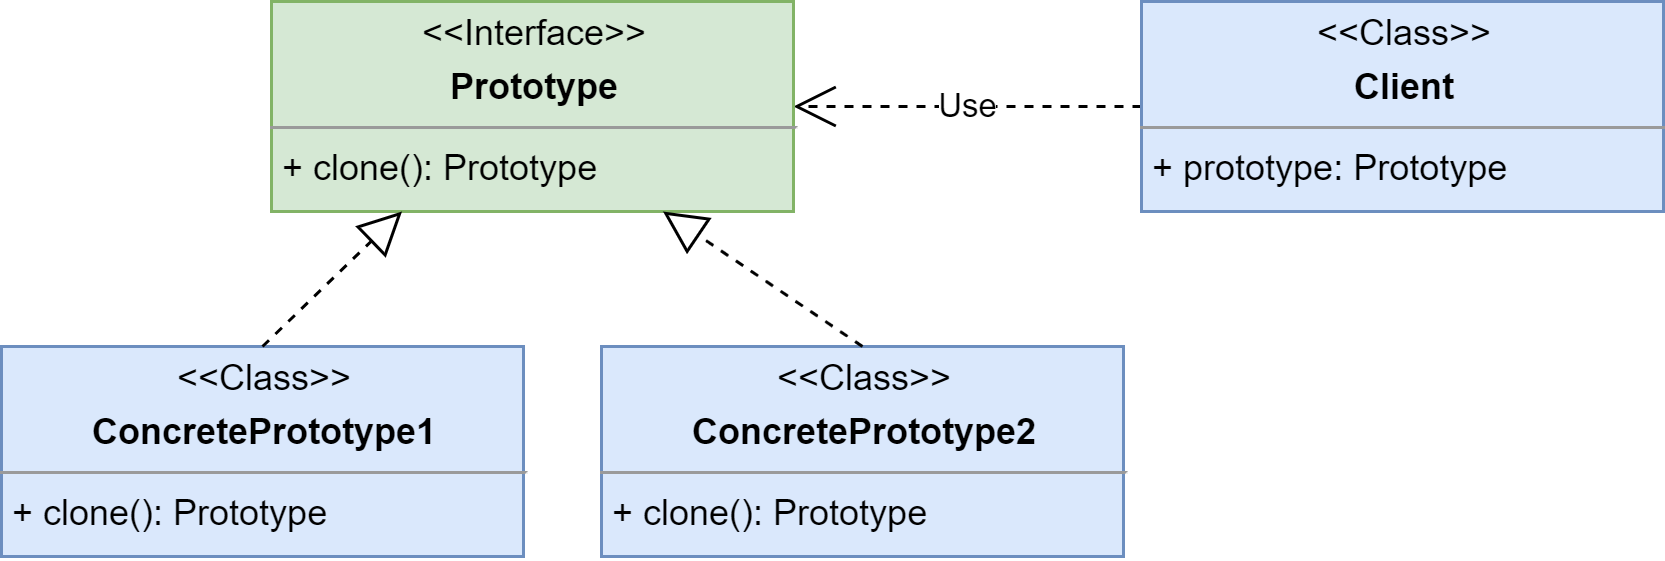 <<Interface>>
Prototype
+ clone(): Prototype
Use
<<Class>>
Client
+ prototype: Prototype
<<Class>>
ConcretePrototype1
+ clone(): Prototype
<<Class>>
ConcretePrototype2
+ clone(): Prototype